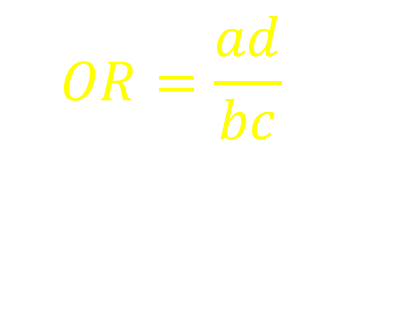 OR = ad/bc